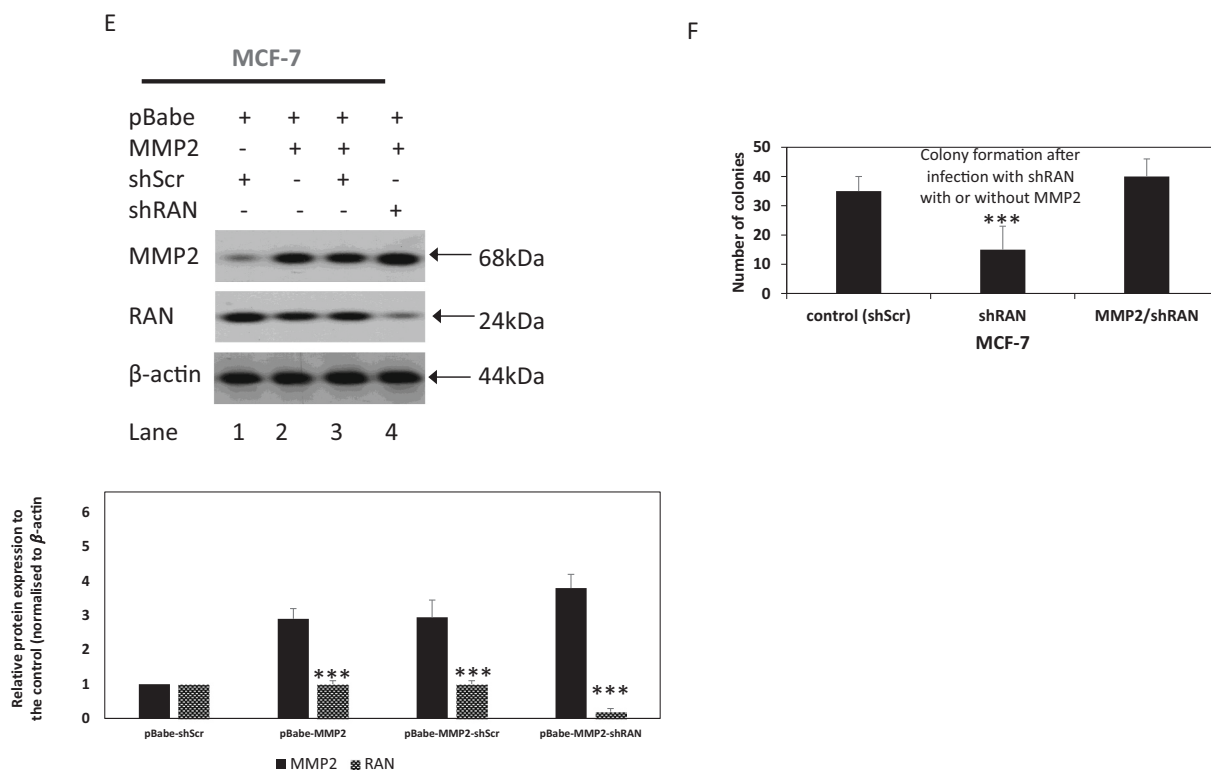 E
MCF-7
pBabe + + + +
MMP2 - + + +
shScr + - + -
shRAN - - - +
MMP2 68kDa
RAN 24kDa
β-actin 44kDa
Lane 1 2 3 4
Relative protein expression to
the control (normalised to β-actin
6
5
4
3
2
1
0
***
***
***
pBabe-shScr pBabe-MMP2 pBabe-MMP2-shScr pBabe-MMP2-shRAN
MMP2 RAN
F
Number of colonies
50
40
30
20
10
0
Colony formation after
infection with shRAN
with or without MMP2
***
control (shScr) shRAN MMP2/shRAN
MCF-7